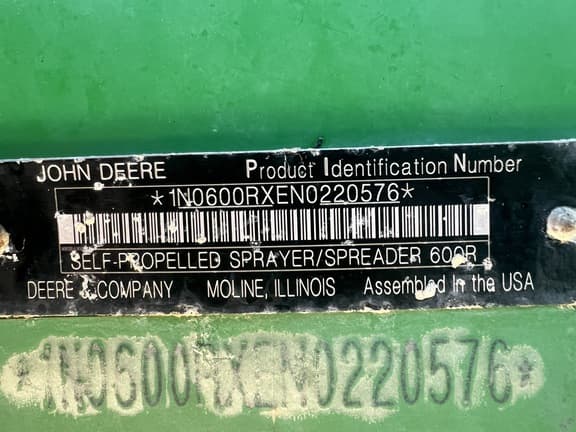 JOHN DEERE Product Identification Number
*1N0600RXEN0220576*
SELF-PROPELLED SPRAYER/SPREADER 600R
DEERE & COMPANY MOLINE, ILLINOIS Assembled In the USA
*1N0600RXEN0220576*